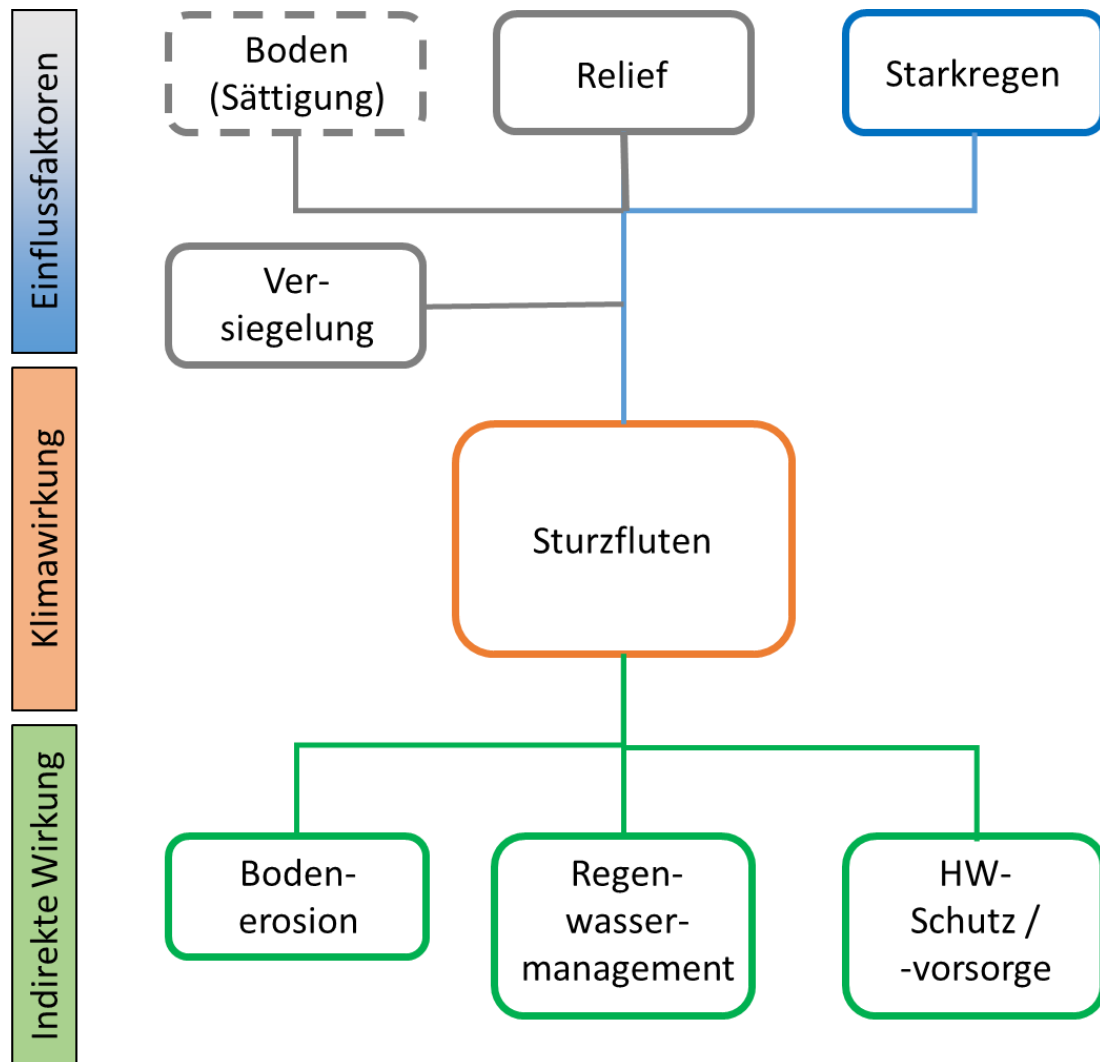 Einflussfaktoren
Boden
(Sättigung)
Relief
Starkregen
Ver-
siegelung
Klimawirkung
Sturzfluten
Indirekte Wirkung
Boden-
erosion
Regen-
wasser-
management
HW-
Schutz /
-vorsorge